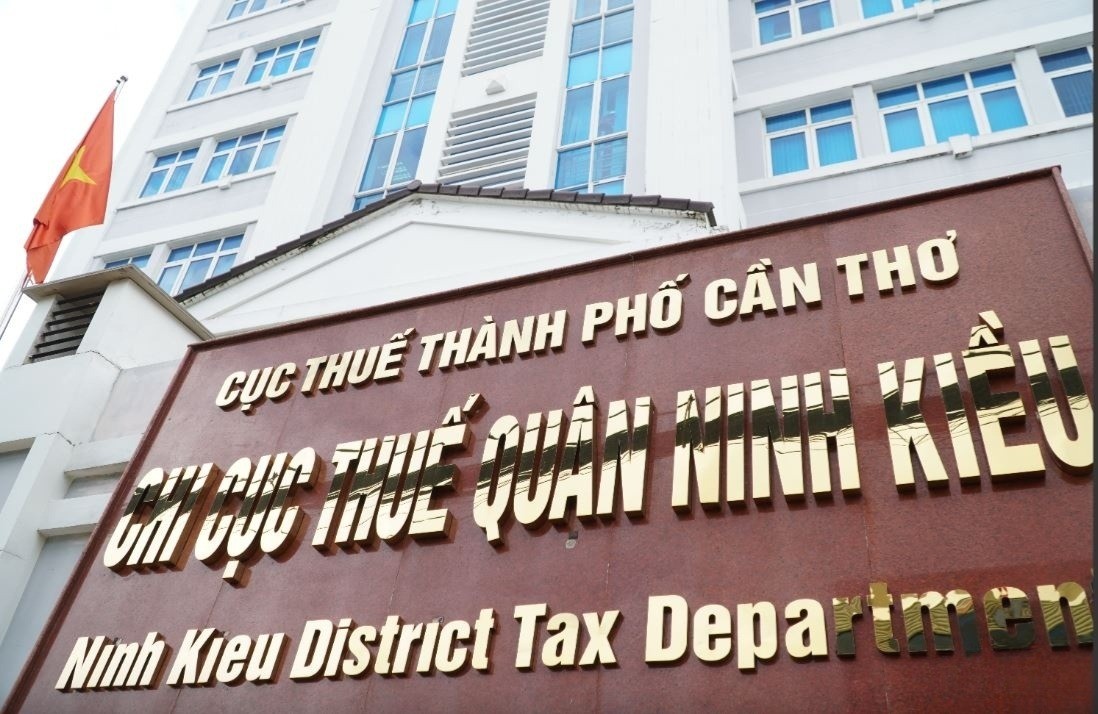 CỤC THUẾ THÀNH PHỐ CẦN THƠ
CHI CỤC THUẾ QUẬN NINH KIỀU
Ninh Kieu District Tax Department